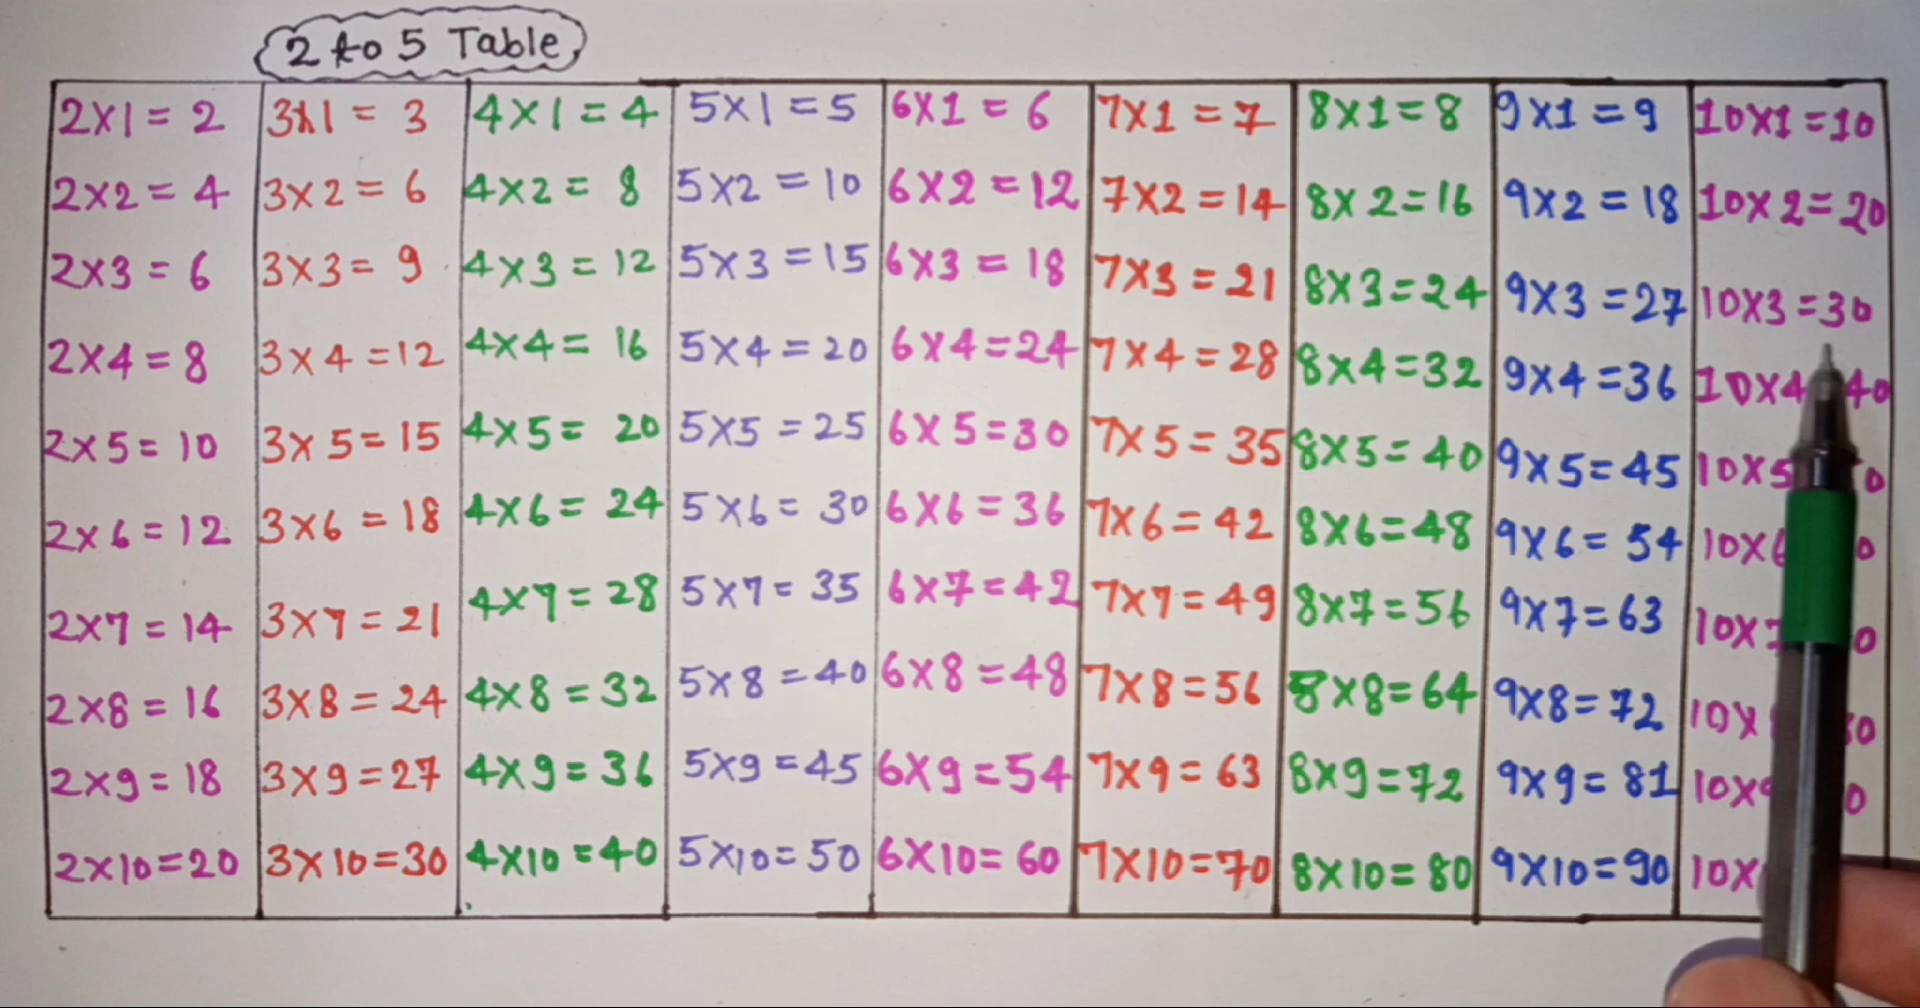 2 to 5 Table
2x1 = 2 3x1 = 3 4x1 = 4 5x1 = 5 6x1 = 6 7x1 = 7 8x1 = 8 9x1 = 9 10x1 = 10
2x2 = 4 3x2 = 6 4x2 = 8 5x2 = 10 6x2 = 12 7x2 = 14 8x2 = 16 9x2 = 18 10x2 = 20
2x3 = 6 3x3 = 9 4x3 = 12 5x3 = 15 6x3 = 18 7x3 = 21 8x3 = 24 9x3 = 27 10x3 = 30
2x4 = 8 3x4 = 12 4x4 = 16 5x4 = 20 6x4 = 24 7x4 = 28 8x4 = 32 9x4 = 36 10x4 40
2x5 = 10 3x5 = 15 4x5 = 20 5x5 = 25 6x5 = 30 7x5 = 35 8x5 = 40 9x5 = 45 10x5
2x6 = 12 3x6 = 18 4x6 = 24 5x6 = 30 6x6 = 36 7x6 = 42 8x6 = 48 9x6 = 54 10x6
2x7 = 14 3x7 = 21 4x7 = 28 5x7 = 35 6x7 = 42 7x7 = 49 8x7 = 56 9x7 = 63 10x7
2x8 = 16 3x8 = 24 4x8 = 32 5x8 = 40 6x8 = 48 7x8 = 56 8x8 = 64 9x8 = 72 10x
2x9 = 18 3x9 = 27 4x9 = 36 5x9 = 45 6x9 = 54 7x9 = 63 8x9 = 72 9x9 = 81 10x9
2x10 = 20 3x10 = 30 4x10 = 40 5x10 = 50 6x10 = 60 7x10 = 70 8x10 = 80 9x10 = 90 10x